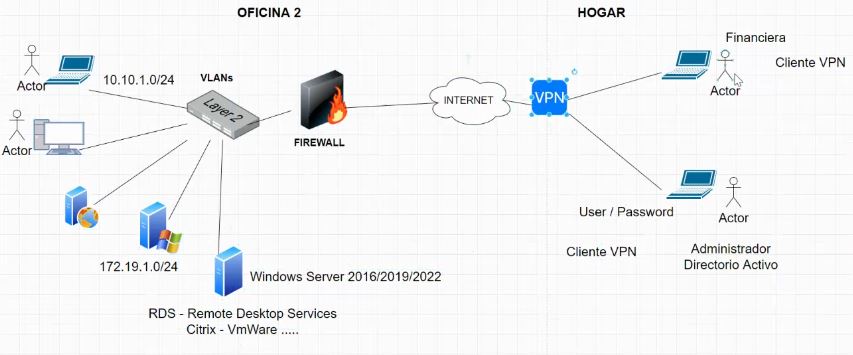 OFICINA 2
HOGAR
Actor
10.10.1.0/24
VLANs
Layer 2
Actor
FIREWALL
INTERNET
VPN
Financiera
Cliente VPN
Actor
172.19.1.0/24
Windows Server 2016/2019/2022
RDS - Remote Desktop Services
Citrix - VmWare .....
User / Password
Actor
Cliente VPN
Administrador
Directorio Activo